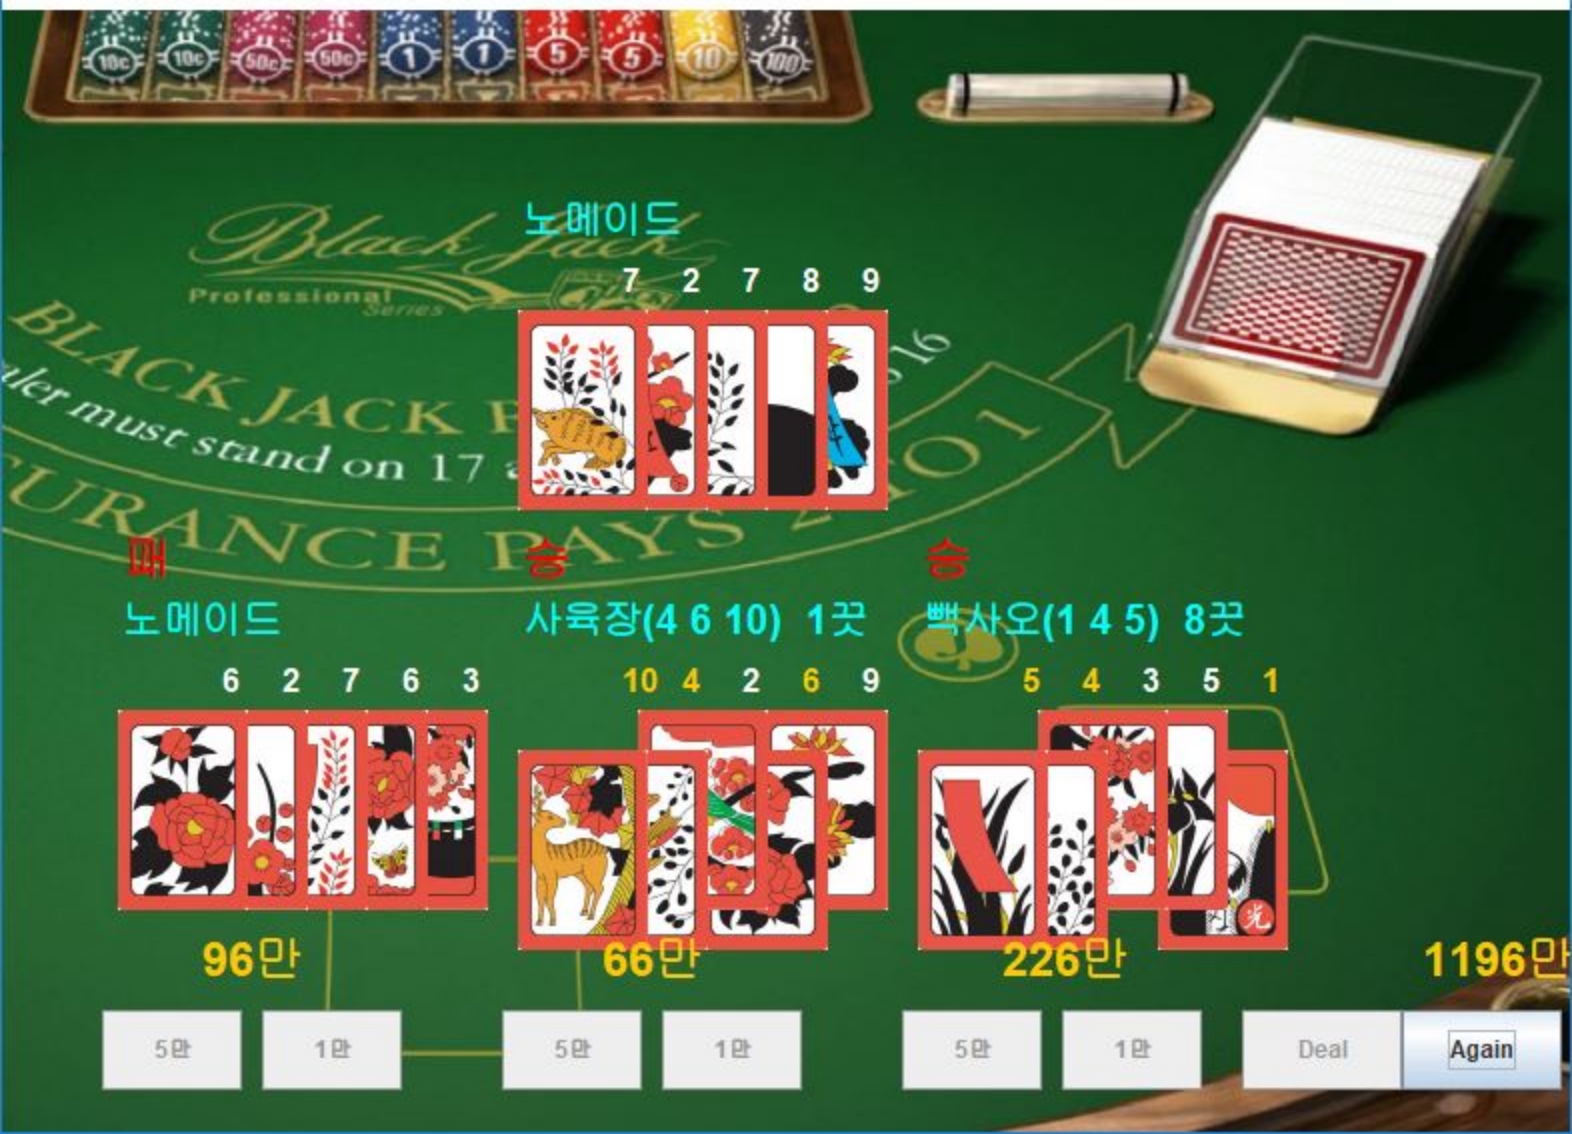 10c 10c 50c 50c 1 1 5 5 10 100
노메이드
Black Jack
Professional
Series
7 2 7 8 9
BLACK JACK P
must stand on 17 a
16
URANCE PAYS 2 TO 1
패 승 승
노메이드 사육장(4 6 10) 1끗 빽사오(1 4 5) 8끗
6 2 7 6 3 10 4 2 6 9 5 4 3 5 1
光
96만 66만 226만 1196만
5만 1만 5만 1만 5만 1만 Deal Again